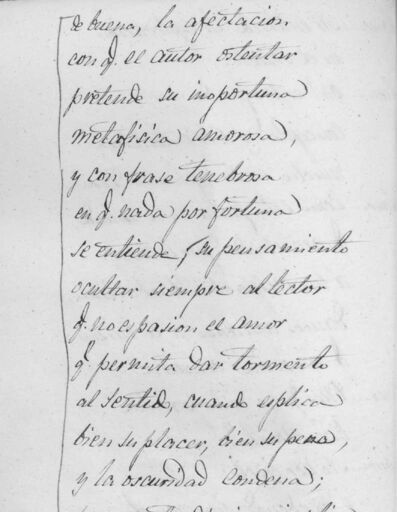 de buena, la afectacion
con q. el autor ostentar
pretende su inoportuna
metafisica amorosa,
y con frase tenebrosa
en q. nada por fortuna
se entiende, su pensamiento
ocultar siempre al lector
q. no es pasion el amor
q. permita dar tormento
al sentido, cuando esplica
bien su placer, bien su pena,
y la oscuridad condena;